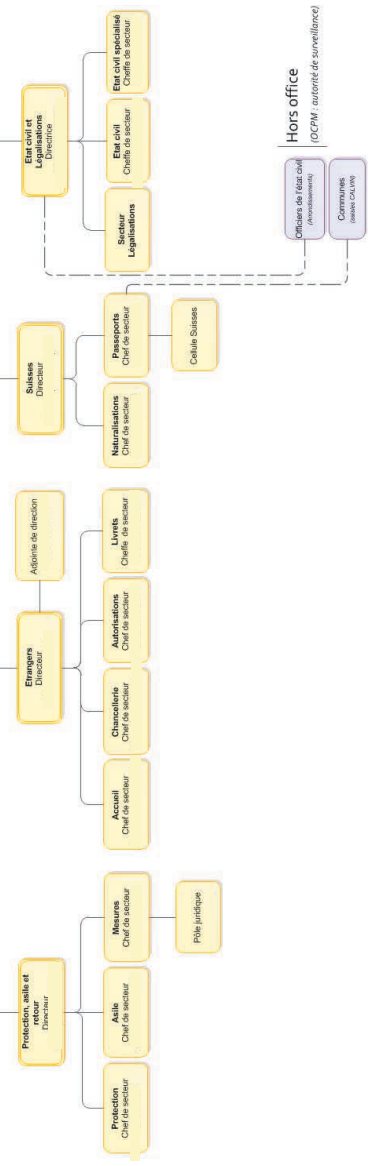 Protection, asile et
retour
Directeur
Protection
Chef de secteur
Asile
Chef de secteur
Mesures
Chef de secteur
Pôle juridique
Etrangers
Directeur
Adjointe de direction
Accueil
Chef de secteur
Chancellerie
Chef de secteur
Autorisations
Chef de secteur
Livrets
Cheffe de secteur
Suisses
Directeur
Naturalisations
Chef de secteur
Passeports
Chef de secteur
Cellule Suisses
Etat civil et
Légalisations
Directrice
Secteur
Légalisations
Etat civil
Cheffe de secteur
Etat civil spécialisé
Cheffe de secteur
Hors office
(OCPM : autorité de surveillance)
Officiers de l'état civil
(Arrondissements)
Communes
(saisies CALVIN)